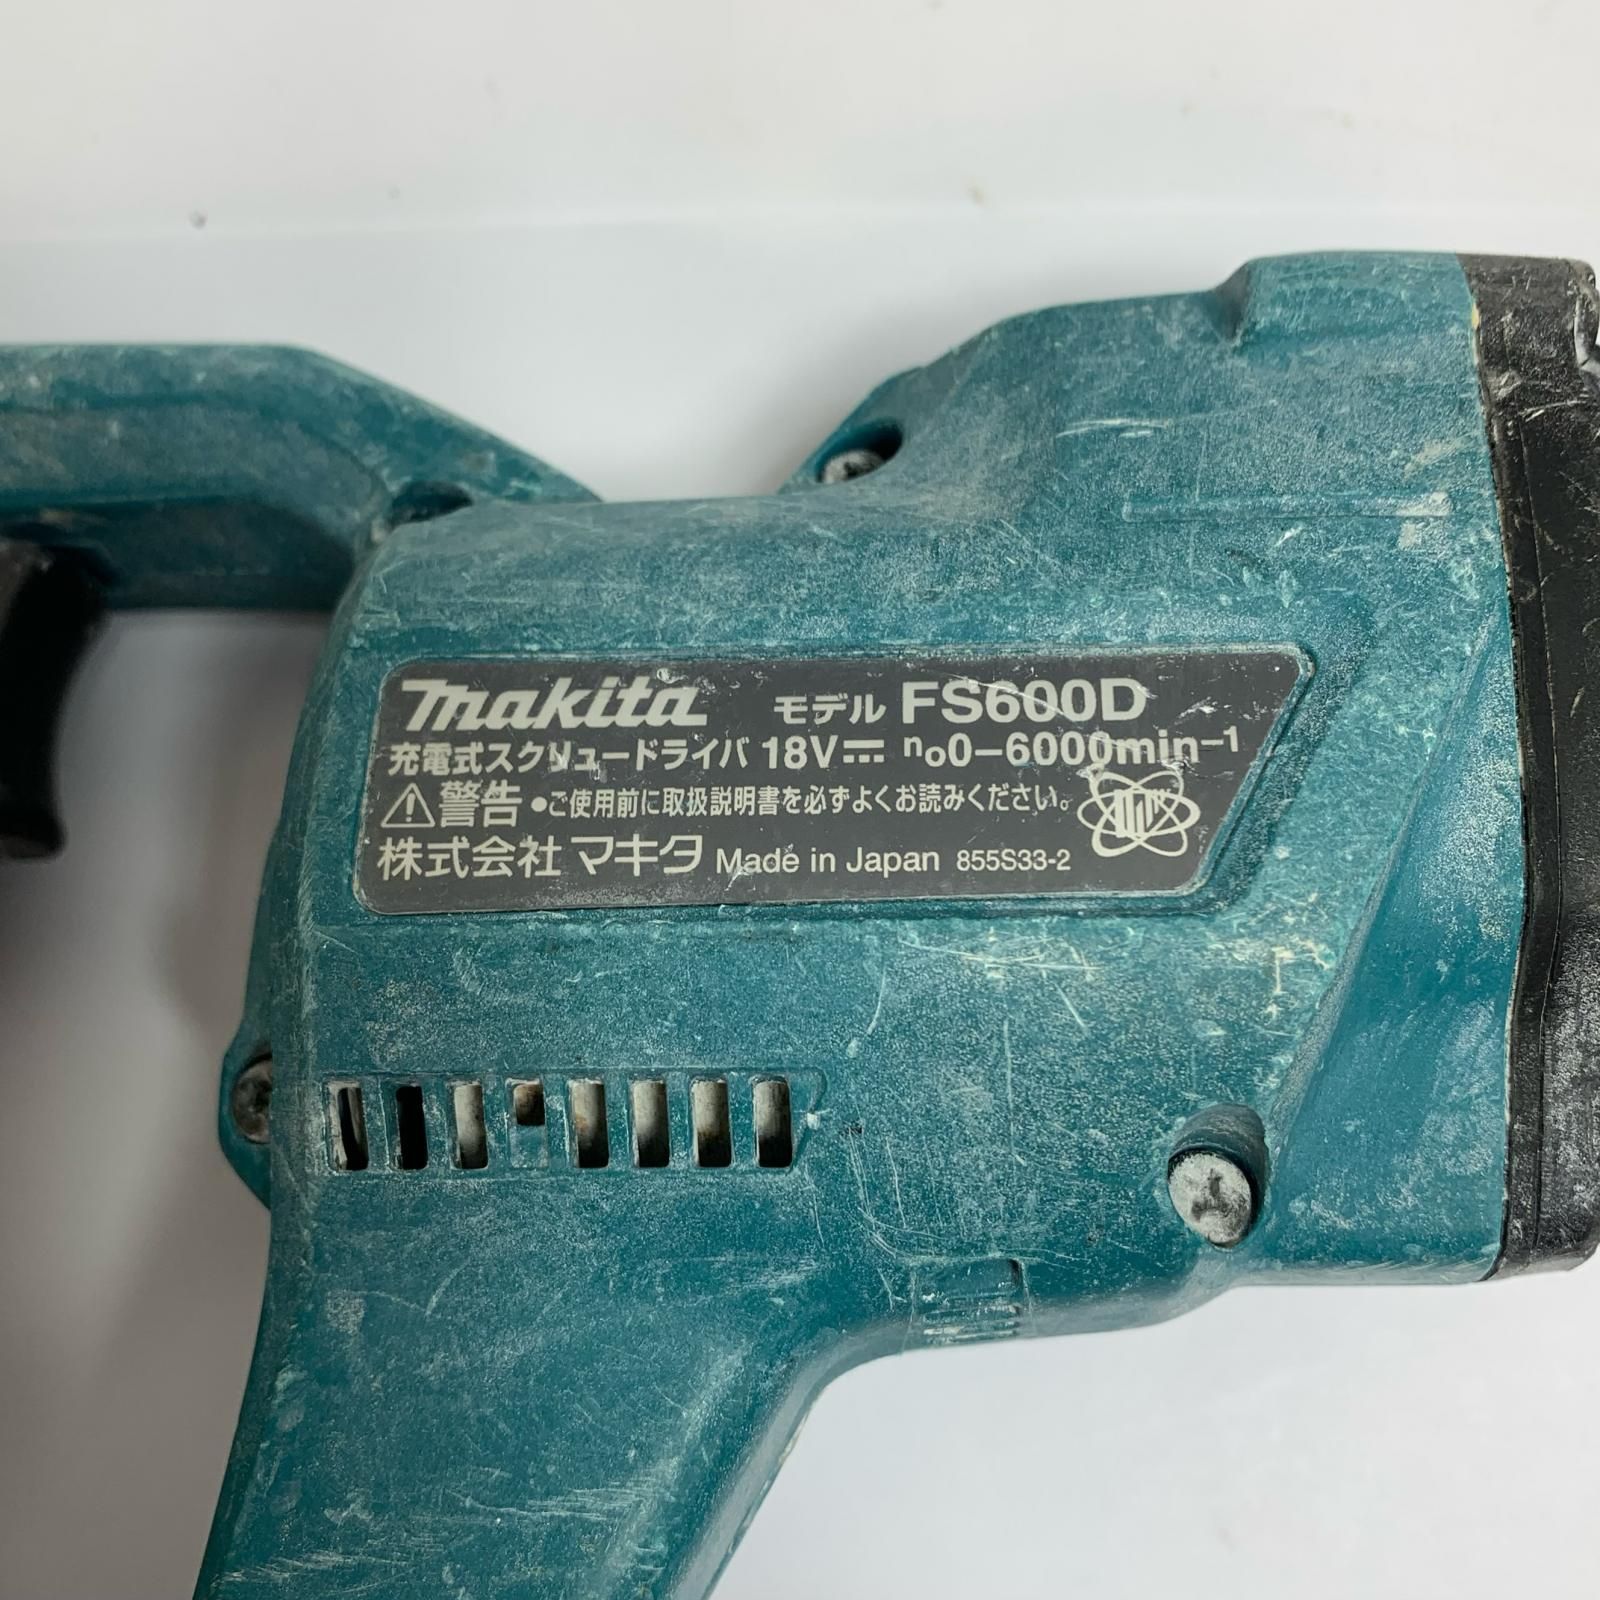 makita モデル FS600D
充電式スクリュードライバ 18V⎓ n₀0−6000min⁻¹
⚠警告 ●ご使用前に取扱説明書を必ずよくお読みください。
株式会社 マキタ Made in Japan 855S33-2